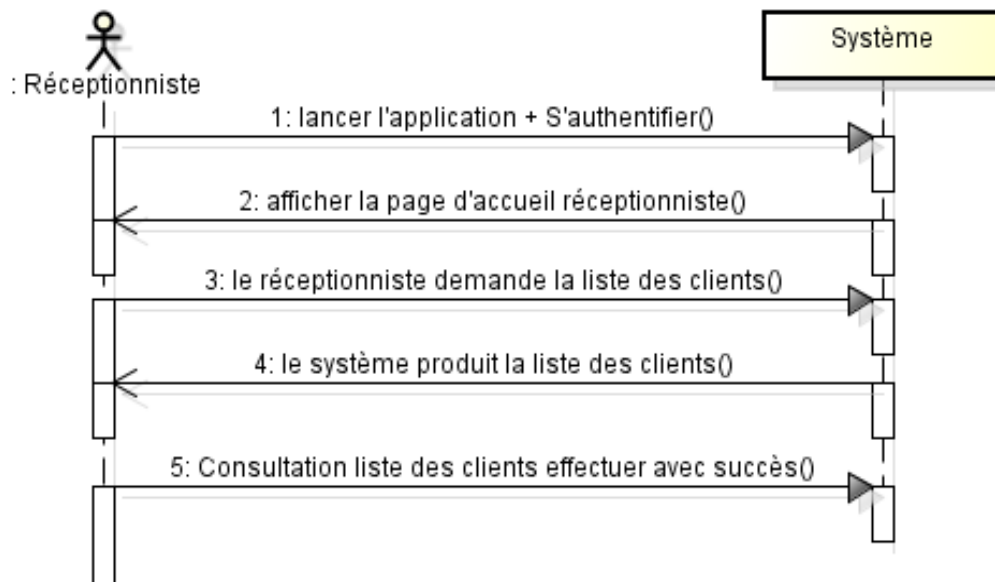 Système
: Réceptionniste
1: lancer l'application + S'authentifier()
2: afficher la page d'accueil réceptionniste()
3: le réceptionniste demande la liste des clients()
4: le système produit la liste des clients()
5: Consultation liste des clients effectuer avec succès()